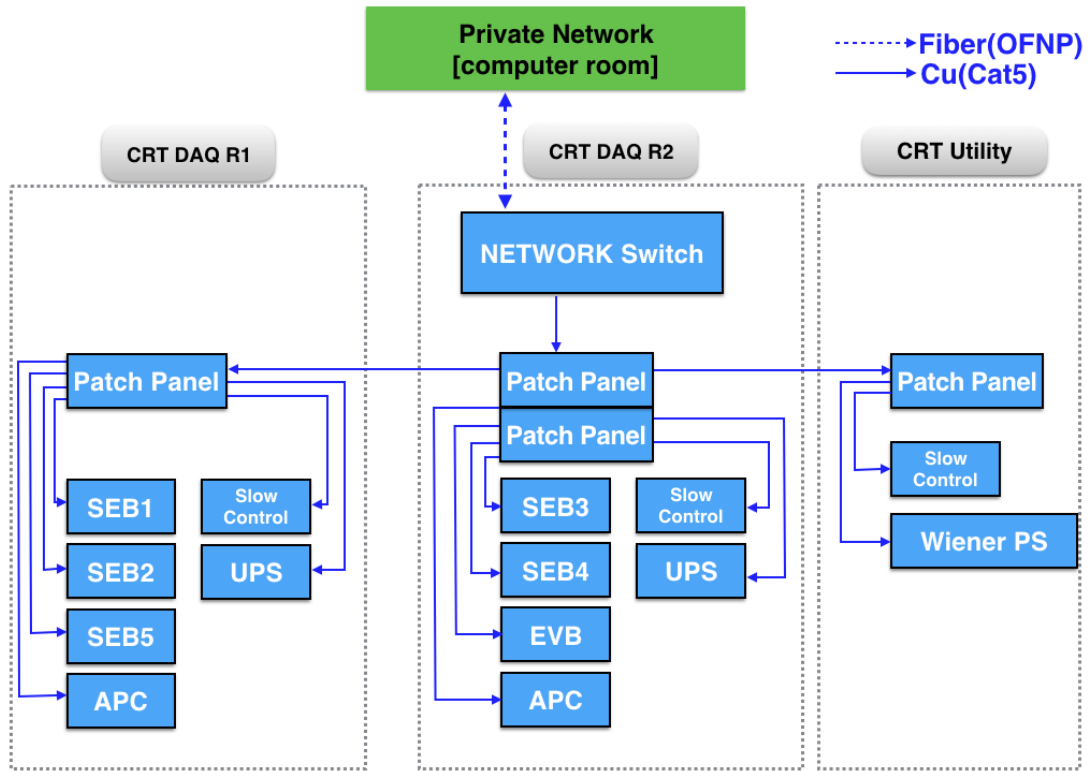 Private Network
[computer room]
Fiber(OFNP)
Cu(Cat5)
CRT DAQ R1
CRT DAQ R2
CRT Utility
NETWORK Switch
Patch Panel
Patch Panel
Patch Panel
Patch Panel
SEB1
Slow
Control
SEB2
UPS
SEB5
APC
SEB3
Slow
Control
SEB4
UPS
EVB
APC
Slow
Control
Wiener PS